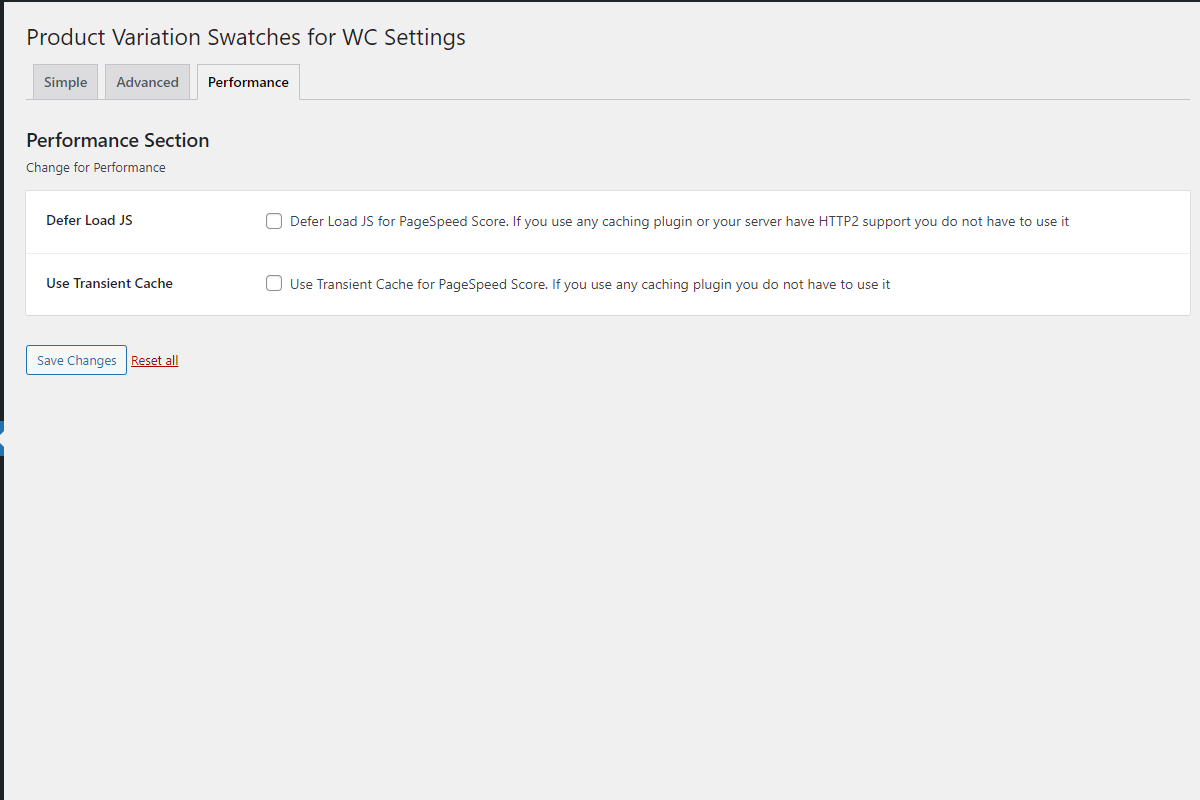 Product Variation Swatches for WC Settings
Simple Advanced Performance
Performance Section
Change for Performance
Defer Load JS Defer Load JS for PageSpeed Score. If you use any caching plugin or your server have HTTP2 support you do not have to use it
Use Transient Cache Use Transient Cache for PageSpeed Score. If you use any caching plugin you do not have to use it
Save Changes Reset all